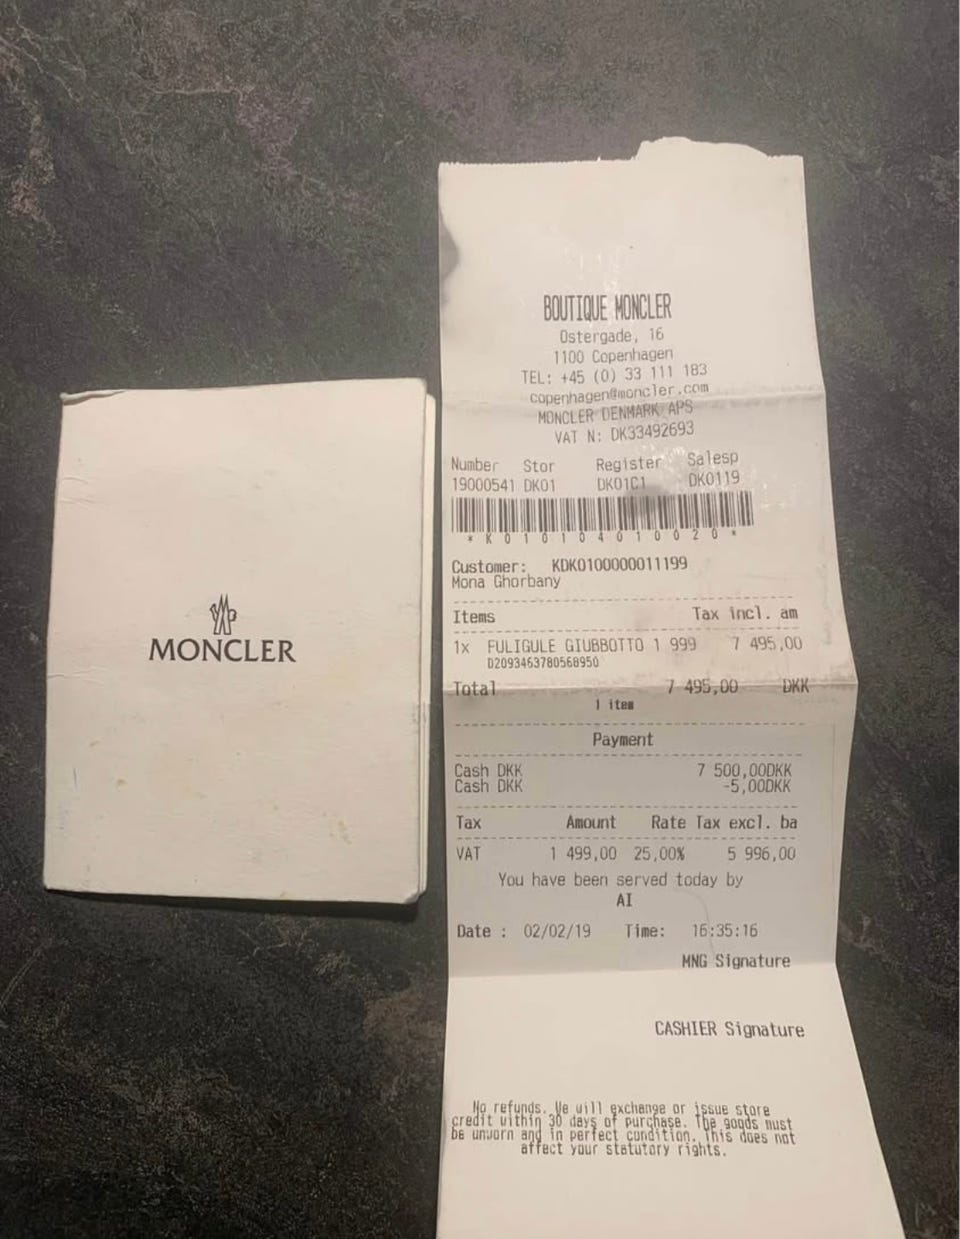 MONCLER
BOUTIQUE MONCLER
Ostergade, 16
1100 Copenhagen
TEL: +45 (0) 33 111 183
copenhagen@moncler.com
MONCLER DENMARK APS
VAT N: DK33492693
Number Stor Register Salesp
19000541 DK01 DK01C1 DK0119
*K010104010020*
Customer: KDK0100000011199
Mona Ghorbany
Items Tax incl. am
1x FULIGULE GIUBBOTTO 1 999 7 495,00
D2093463780568950
Total 7 495,00 DKK
1 item
Payment
Cash DKK 7 500,00DKK
Cash DKK -5,00DKK
Tax Amount Rate Tax excl. ba
VAT 1 499,00 25,00% 5 996,00
You have been served today by
AI
Date : 02/02/19 Time: 16:35:16
MNG Signature
CASHIER Signature
No refunds. We will exchange or issue store
credit within 30 days of purchase. The goods must
be unworn and in perfect condition. This does not
affect your statutory rights.